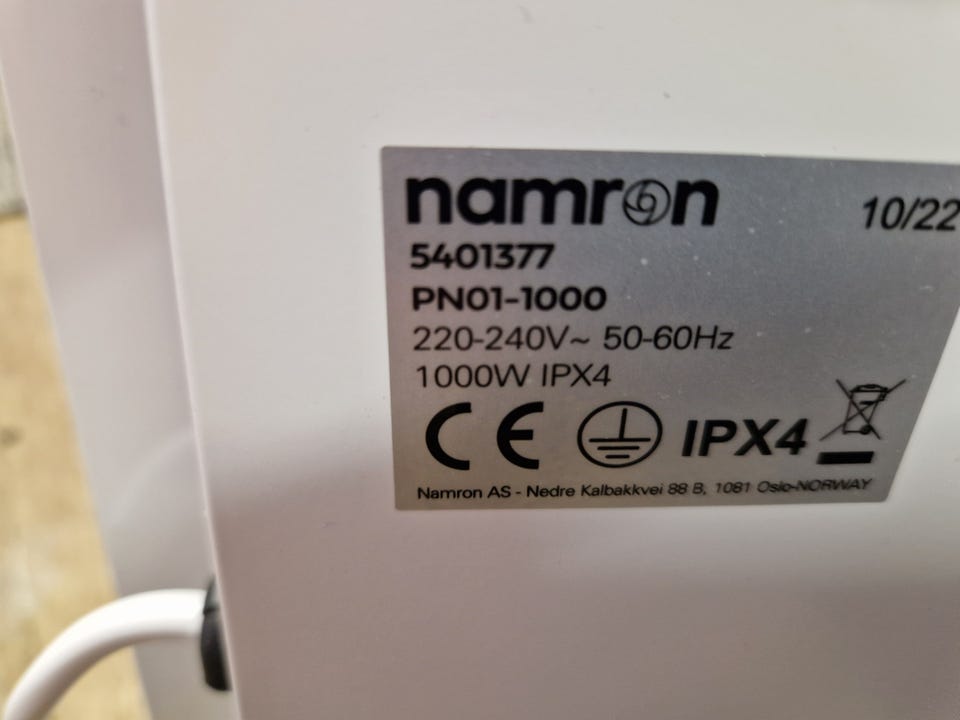 namron
10/22
5401377
PN01-1000
220-240V~ 50-60Hz
1000W IPX4
CE IPX4
Namron AS - Nedre Kalbakkvei 88 B, 1081 Oslo-NORWAY